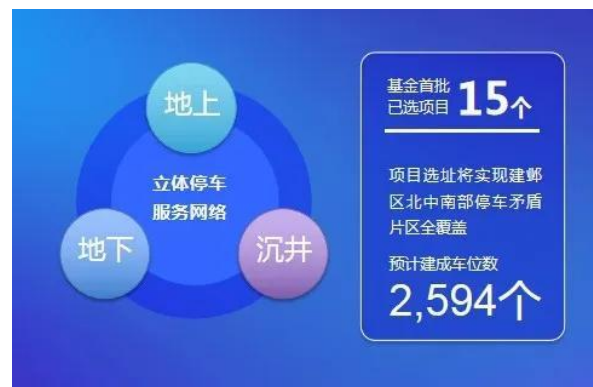 地上
立体停车
服务网络
地下
沉井
基金首批
已选项目 15个
项目选址将实现建邺
区北中南部停车矛盾
片区全覆盖
预计建成车位数
2,594个